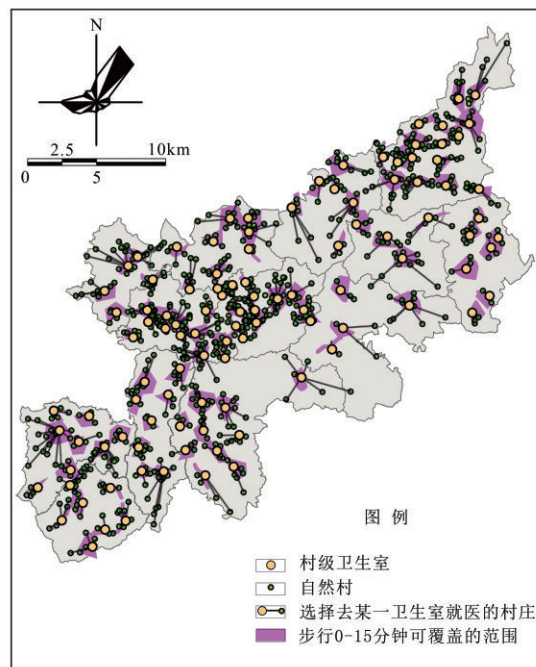 N
2.5 10km
0 5
图 例
村级卫生室
自然村
选择去某一卫生室就医的村庄
步行0-15分钟可覆盖的范围